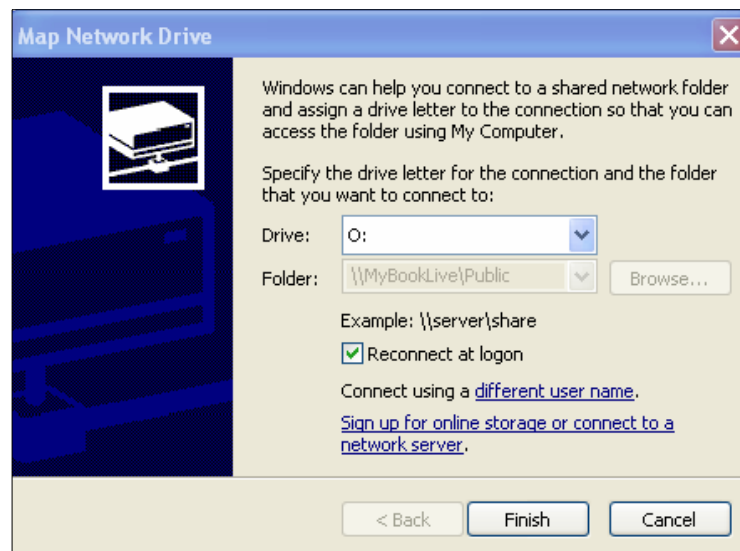 Map Network Drive
Windows can help you connect to a shared network folder
and assign a drive letter to the connection so that you can
access the folder using My Computer.
Specify the drive letter for the connection and the folder
that you want to connect to:
Drive: O:
Folder: \\MyBookLive\Public Browse...
Example: \\server\share
Reconnect at logon
Connect using a different user name.
Sign up for online storage or connect to a
network server.
< Back Finish Cancel